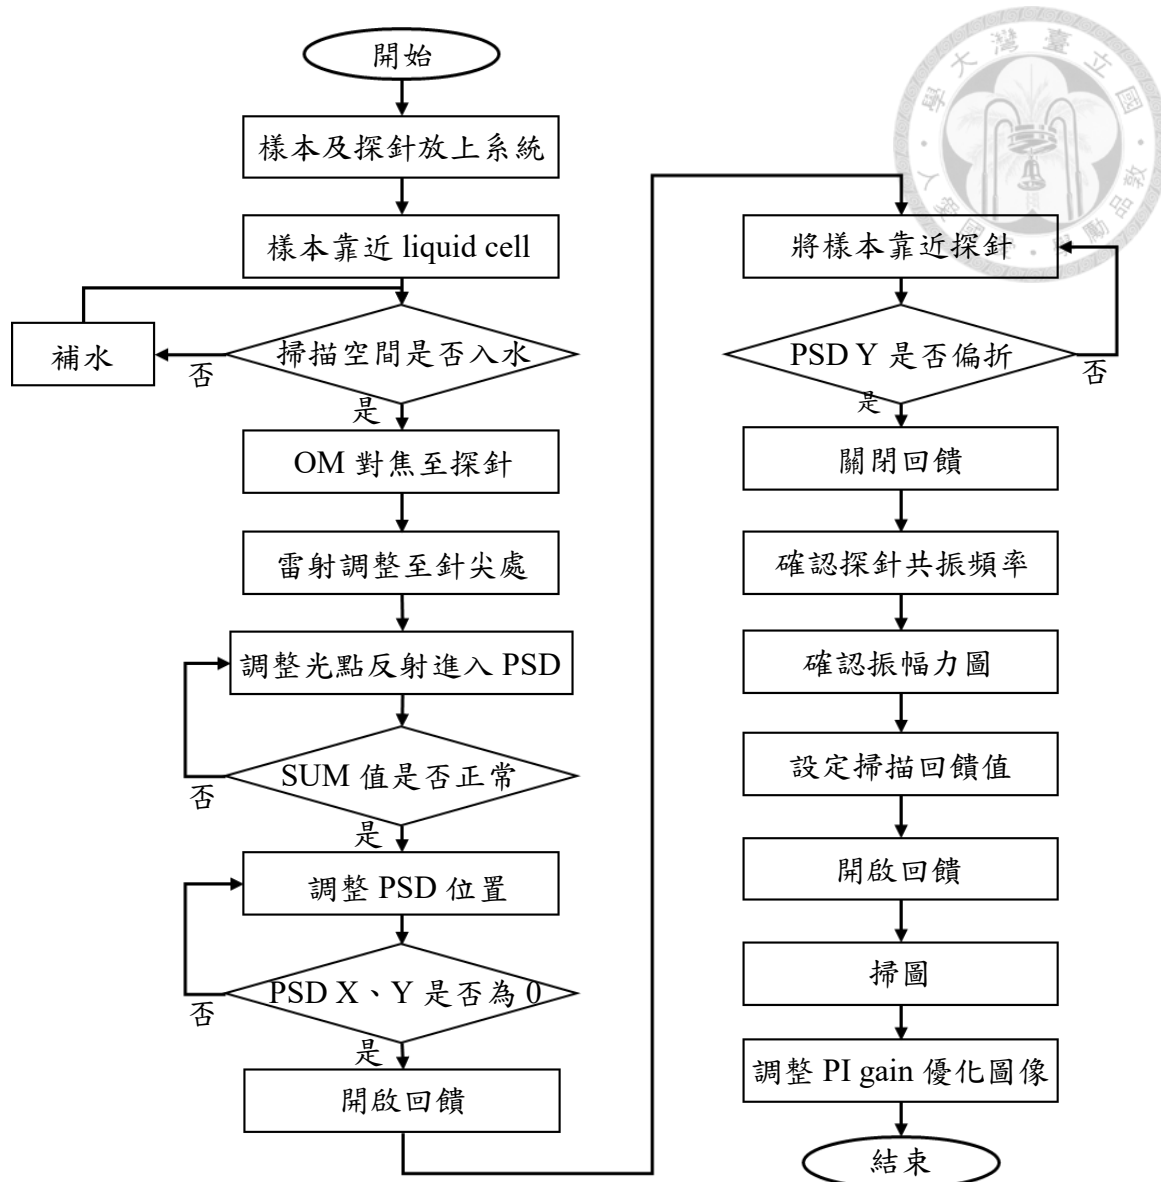 開始
樣本及探針放上系統
樣本靠近 liquid cell
掃描空間是否入水
否
補水
是
OM 對焦至探針
雷射調整至針尖處
調整光點反射進入 PSD
SUM 值是否正常
否
是
調整 PSD 位置
PSD X、Y 是否為 0
否
是
開啟回饋
將樣本靠近探針
PSD Y 是否偏折
否
是
關閉回饋
確認探針共振頻率
確認振幅力圖
設定掃描回饋值
開啟回饋
掃圖
調整 PI gain 優化圖像
結束
國立臺灣大學